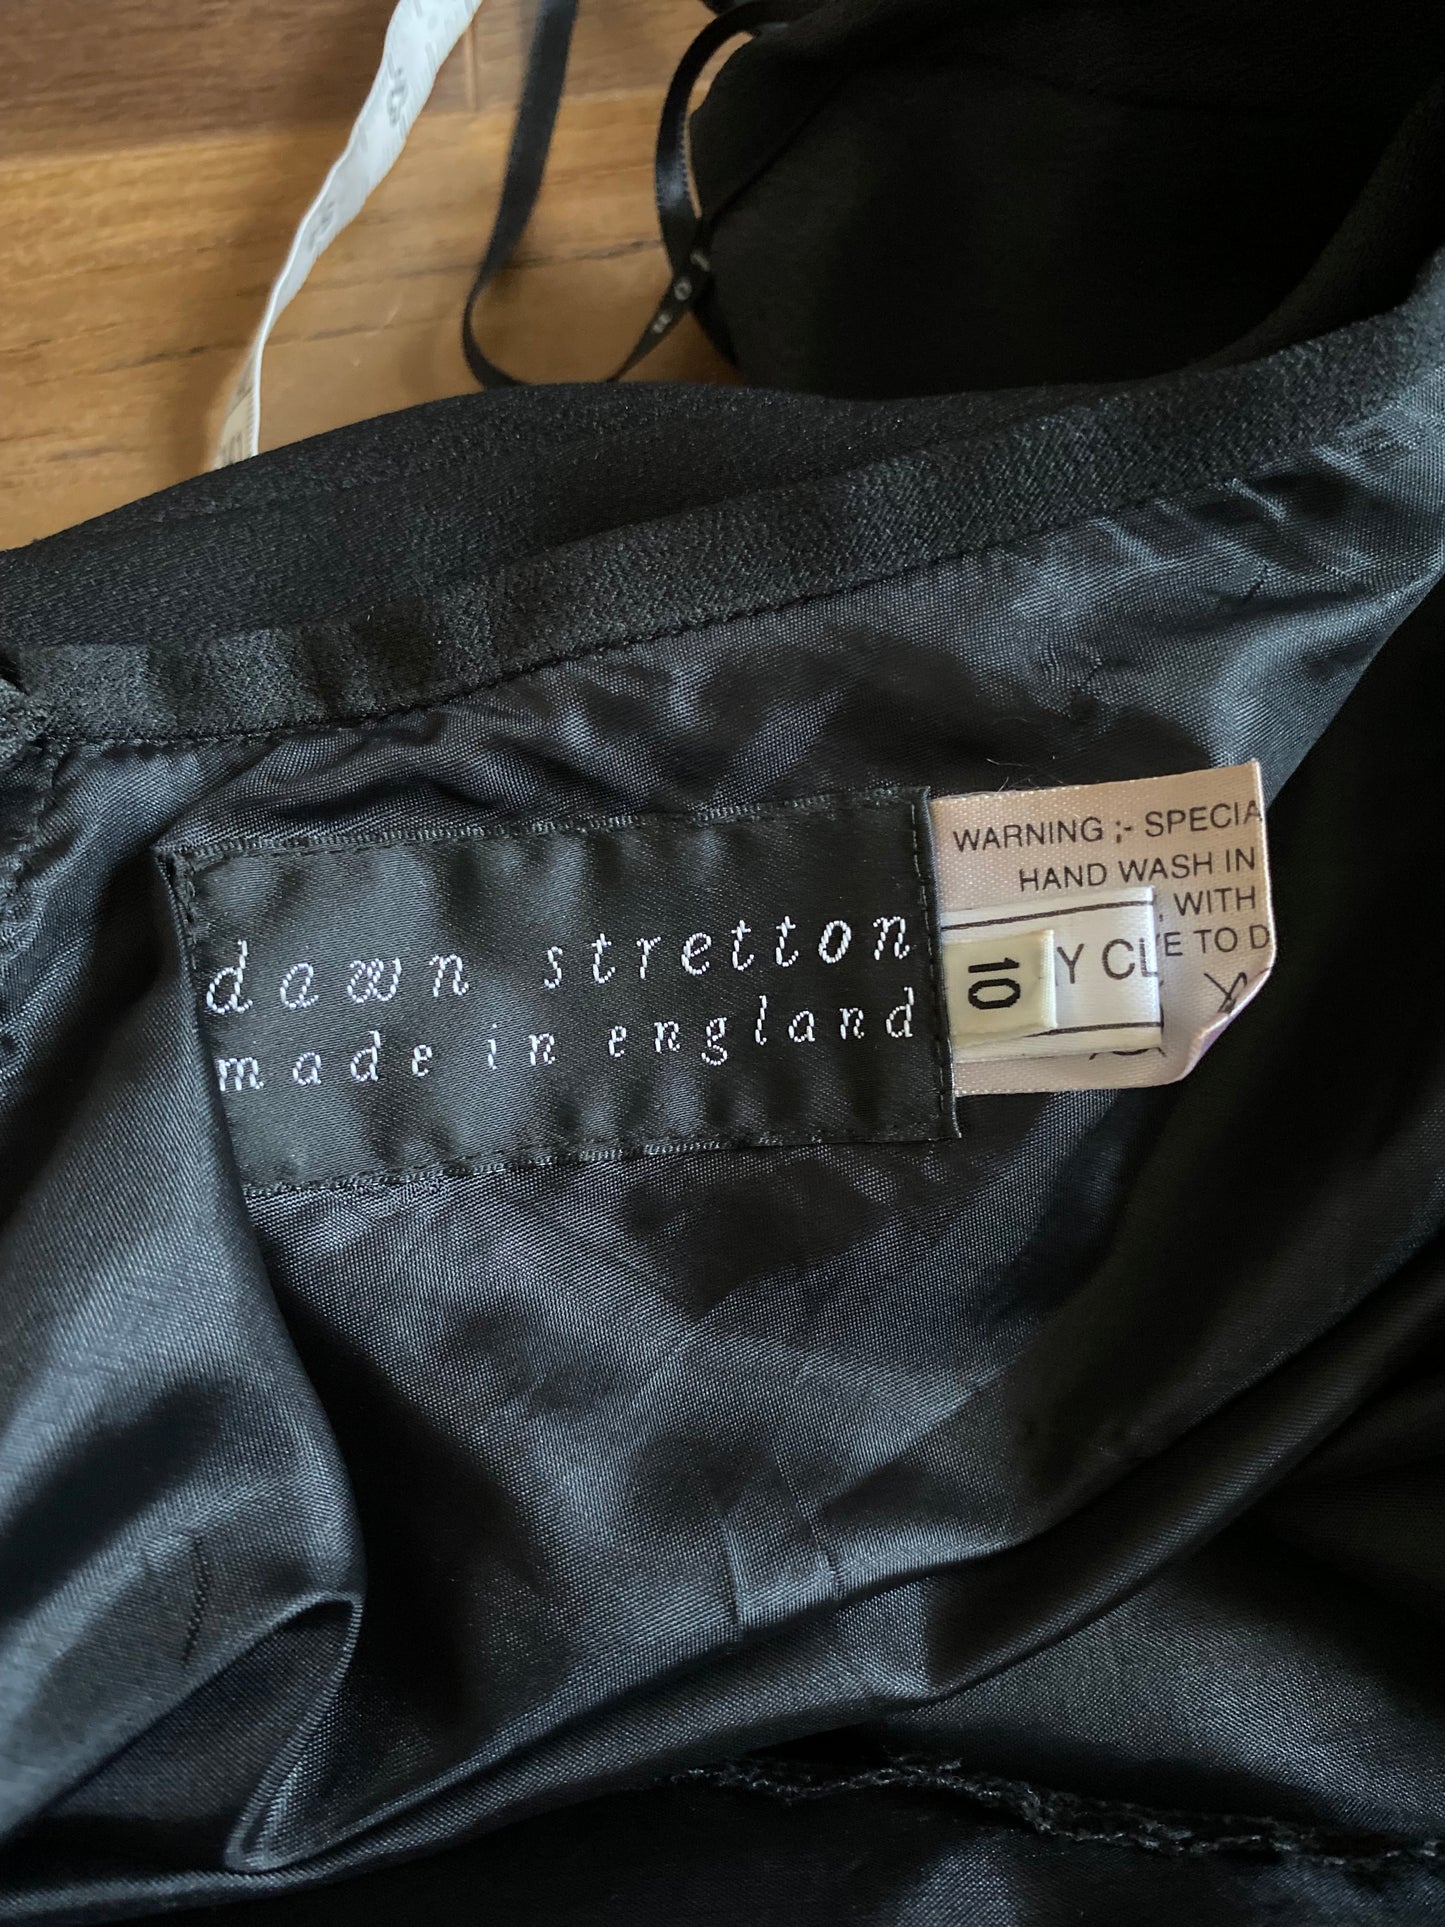 dawn stretton
made in england
WARNING ;- SPECIA
HAND WASH IN
WITH
E TO D
Y CL
10